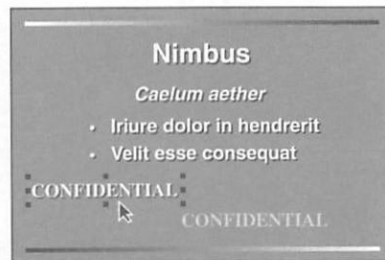 Nimbus
Caelum aether
• Iriure dolor in hendrerit
• Velit esse consequat
CONFIDENTIAL
CONFIDENTIAL